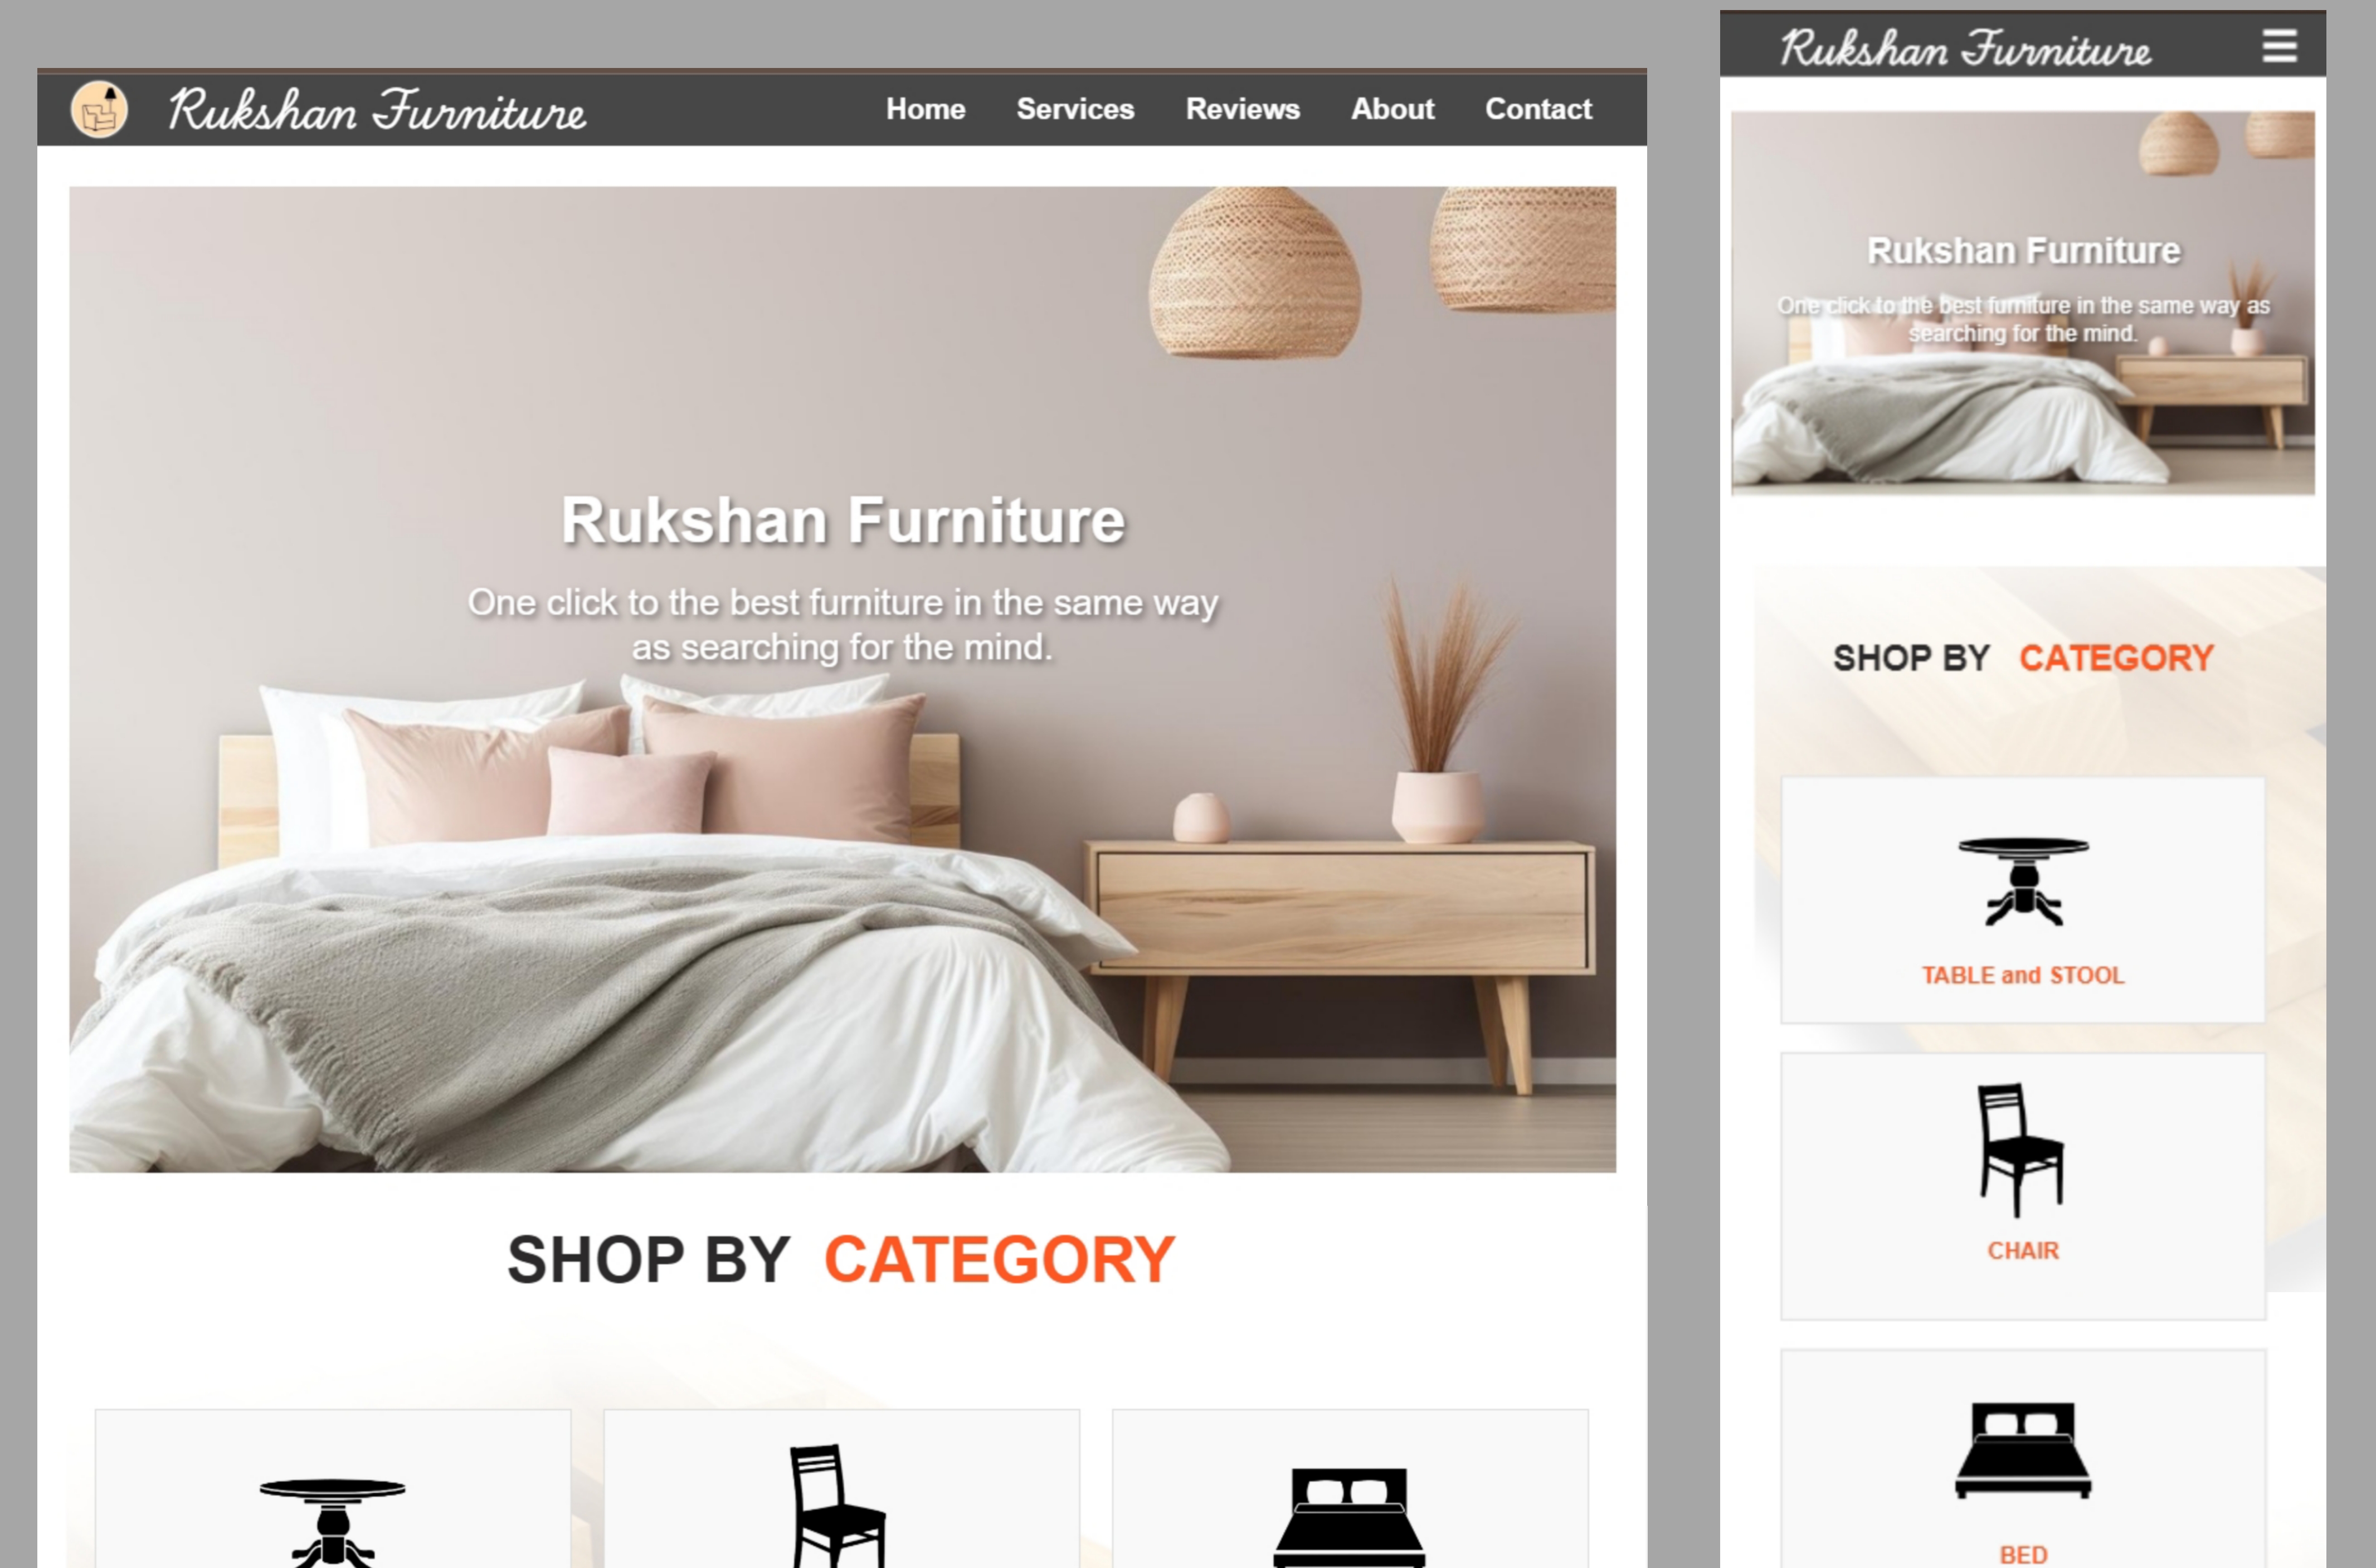 Rukshan Furniture
Home Services Reviews About Contact
Rukshan Furniture
One click to the best furniture in the same way
as searching for the mind.
SHOP BY CATEGORY
Rukshan Furniture
Rukshan Furniture
One click to the best furniture in the same way as
searching for the mind.
SHOP BY CATEGORY
TABLE and STOOL
CHAIR
BED